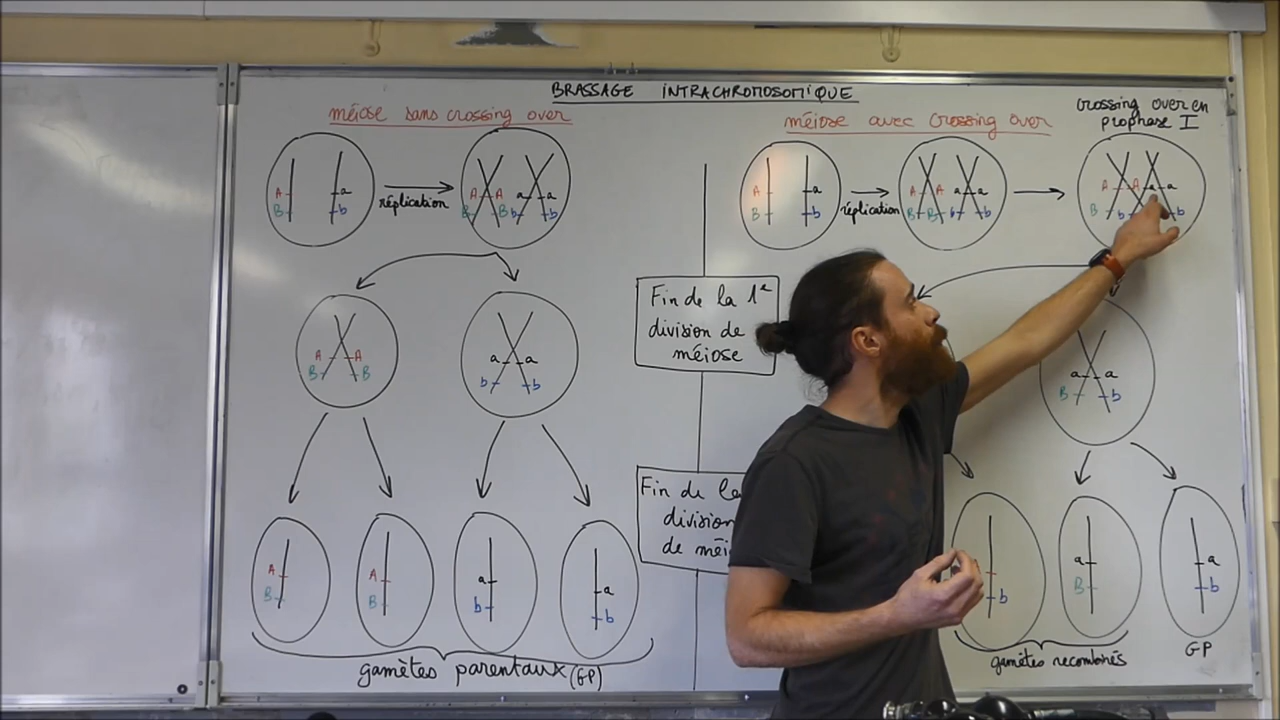 BRASSAGE INTRACHROMOSOMIQUE
méiose sans crossing over
A B a b
réplication
A A a a
B B b b
A A
B B
a a
b b
A B
A B
a b
a b
gamètes parentaux (GP)
Fin de la 1e
division de
méiose
Fin de la
division
de méi
méiose avec crossing over
crossing over en
prophase I
A B a b
réplication
A A a a
B B b b
A A a a
B b b
a a
B b
b
a B
a b
gamètes recombinés
GP